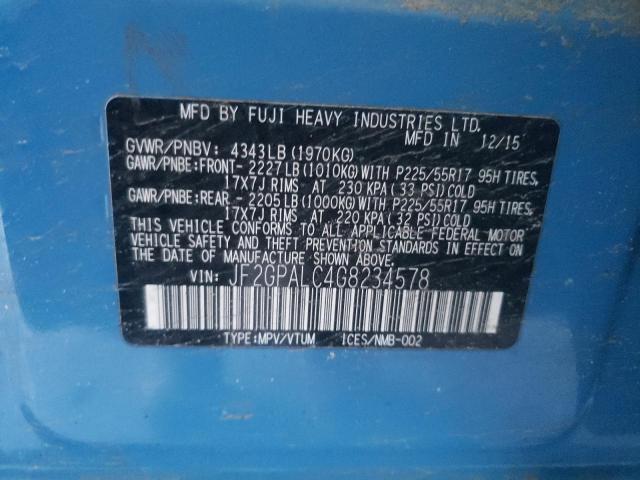 MFD BY FUJI HEAVY INDUSTRIES LTD.
MFD IN 12/15
GVWR/PNBV: 4343LB (1970KG)
GAWR/PNBE:FRONT- 2227LB (1010KG) WITH P225/55R17 95H TIRES,
17X7J RIMS AT 230 KPA (33 PSI) COLD
GAWR/PNBE:REAR - 2205LB (1000KG) WITH P225/55R17 95H TIRES,
17X7J RIMS AT 220 KPA (32 PSI) COLD
THIS VEHICLE CONFORMS TO ALL APPLICABLE FEDERAL MOTOR
VEHICLE SAFETY AND THEFT PREVENTION STANDARDS IN EFFECT ON
THE DATE OF MANUFACTURE SHOWN ABOVE.
VIN: JF2GPALC4G8234578
TYPE:MPV/VTUM ICES/NMB-002